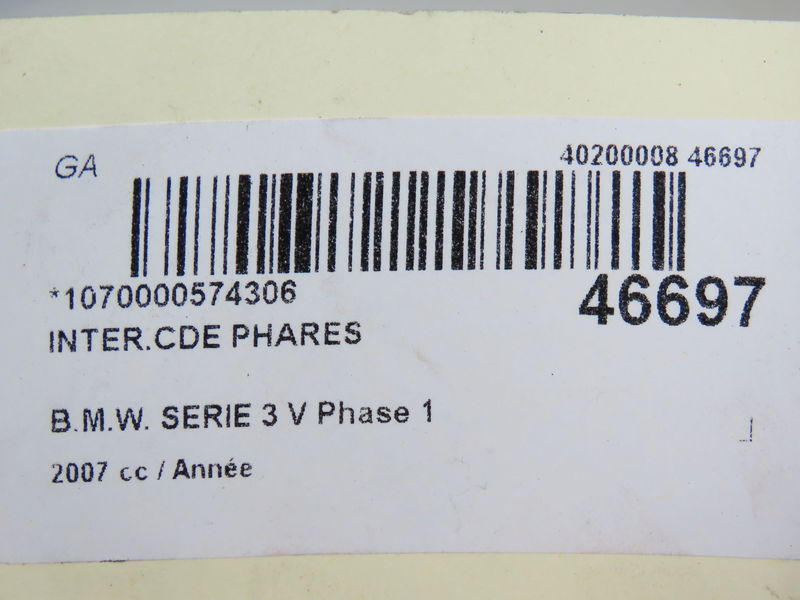 GA
40200008 46697
*1070000574306
46697
INTER.CDE PHARES
B.M.W. SERIE 3 V Phase 1
2007 cc / Année